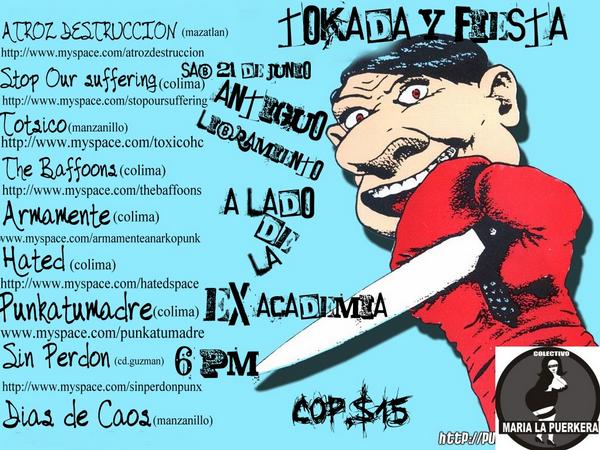 TOKADA Y FIESTA
SAB 21 DE JUNIO
ANTIGUO
LIBRAMIENTO
A LADO
DE
LA
EX ACADEMIA
6 PM
COP.$15
ATROZ DESTRUCCION (mazatlan)
http://www.myspace.com/atrozdestruccion
Stop Our suffering (colima)
http://www.myspace.com/stopoursuffering
Totsico (manzanillo)
http://www.myspace.com/toxicohc
The Baffoons (colima)
http://www.myspace.com/thebaffoons
Armamente (colima)
www.myspace.com/armamenteanarkopunk
Hated (colima)
http://www.myspace.com/hatedspace
Punkatumadre (colima)
www.myspace.com/punkatumadre
Sin Perdon (cd.guzman)
http://www.myspace.com/sinperdonpunx
Dias de Caos (manzanillo)
COLECTIVO
MARIA LA PUERKERA
http://pu